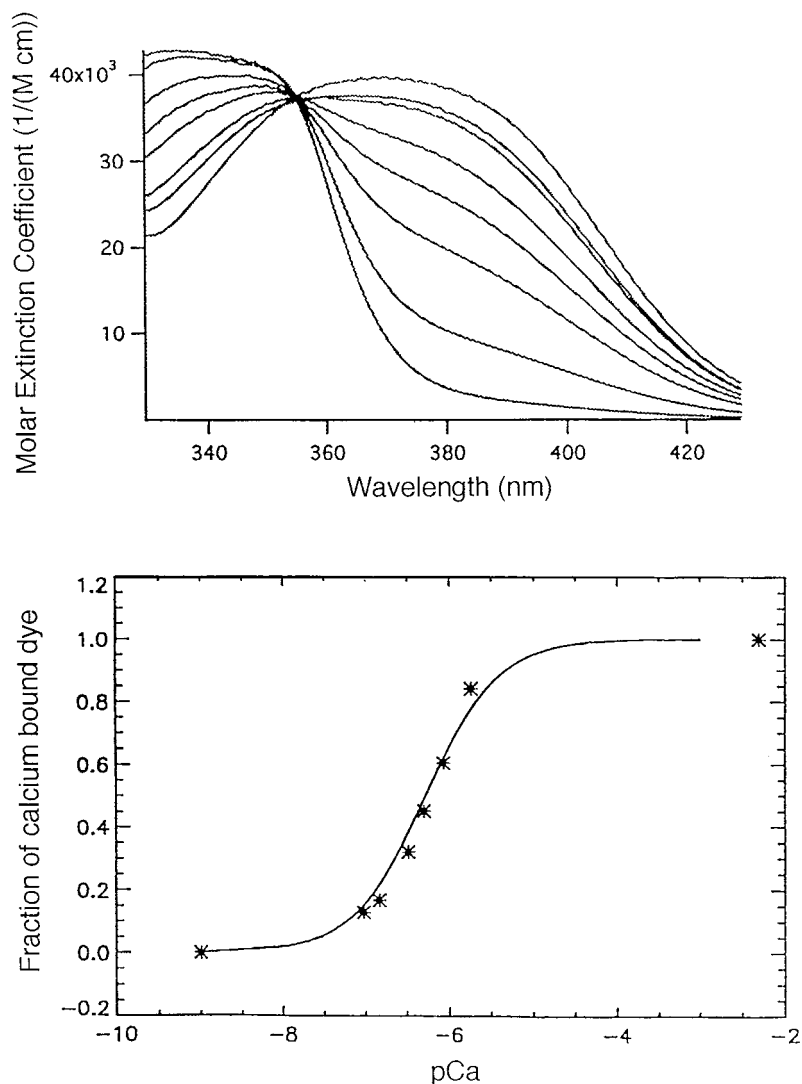 Molar Extinction Coefficient (1/(M cm))
40x10³
30
20
10
340 360 380 400 420
Wavelength (nm)
Fraction of calcium bound dye
1.2
1.0
0.8
0.6
0.4
0.2
0.0
−0.2
−10 −8 −6 −4 −2
pCa